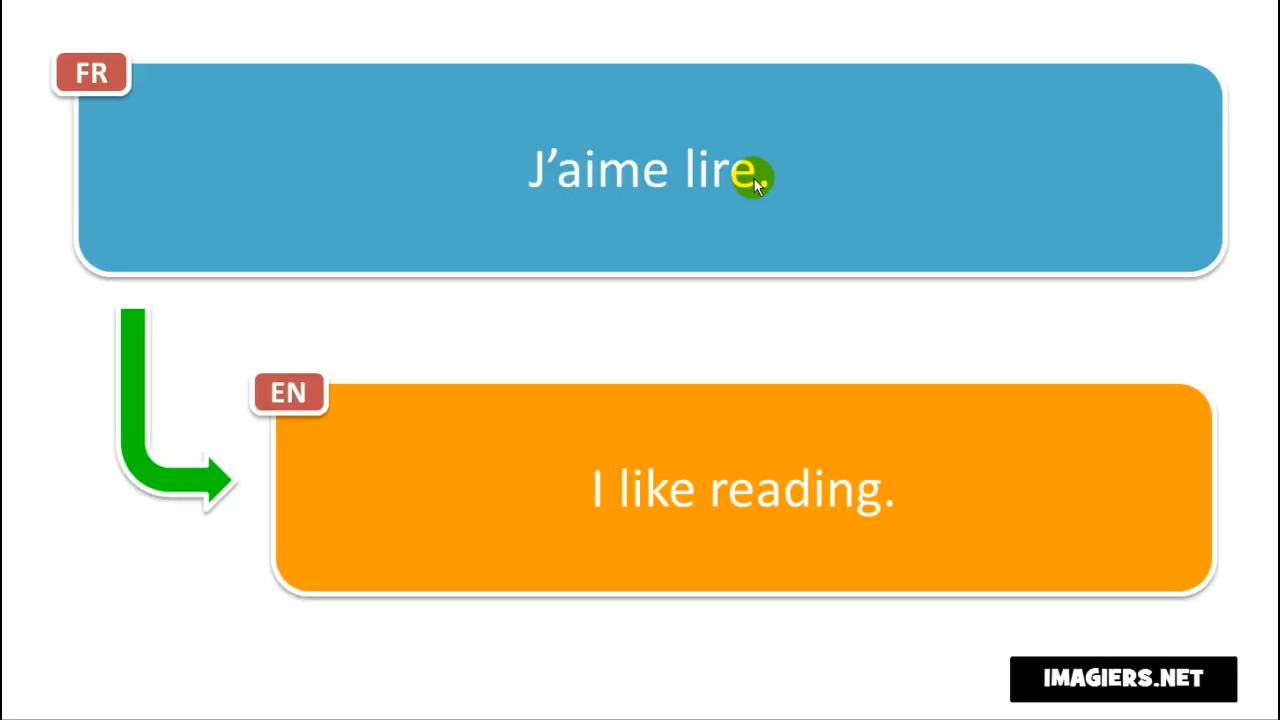 FR
J’aime lire.
EN
I like reading.
IMAGIERS.NET